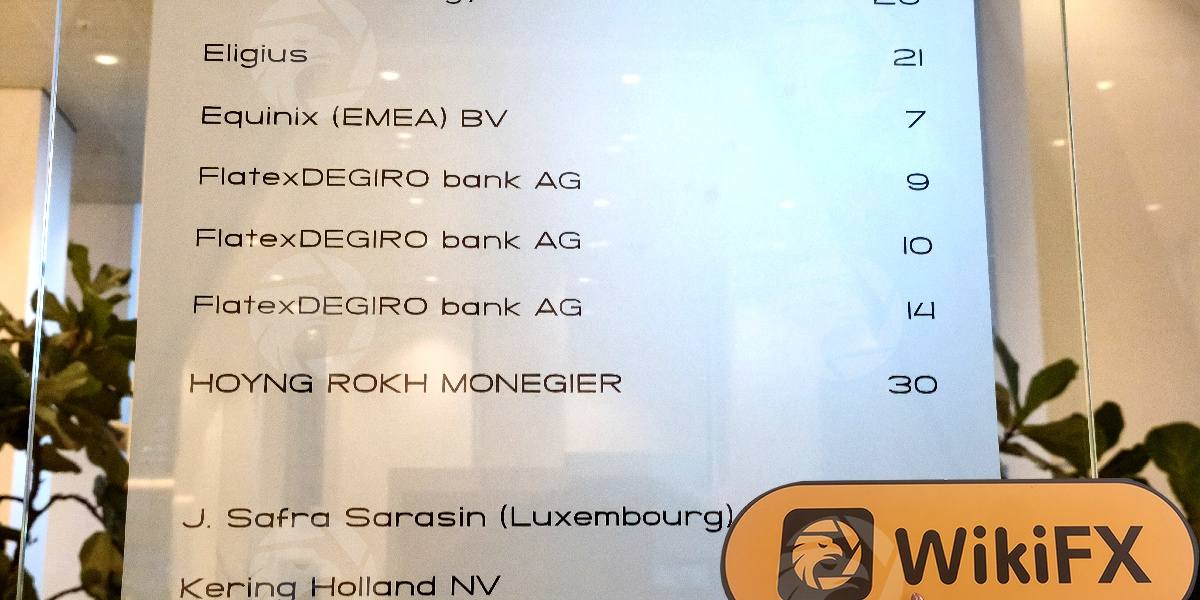 Eligius 21
Equinix (EMEA) BV 7
FlatexDEGIRO bank AG 9
FlatexDEGIRO bank AG 10
FlatexDEGIRO bank AG 14
HOYNG ROKH MONEGIER 30
J. Safra Sarasin (Luxembourg)
Kering Holland NV
WikiFX